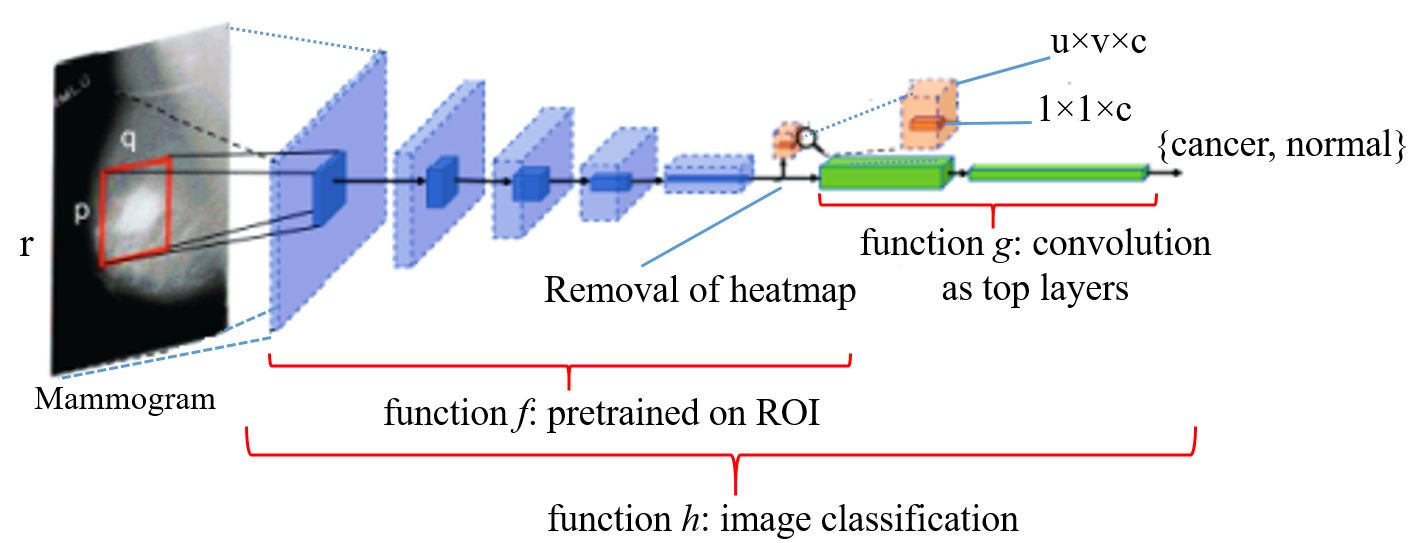 u×v×c
1×1×c
{cancer, normal}
q
p
r
function g: convolution
as top layers
Removal of heatmap
Mammogram
function f: pretrained on ROI
function h: image classification